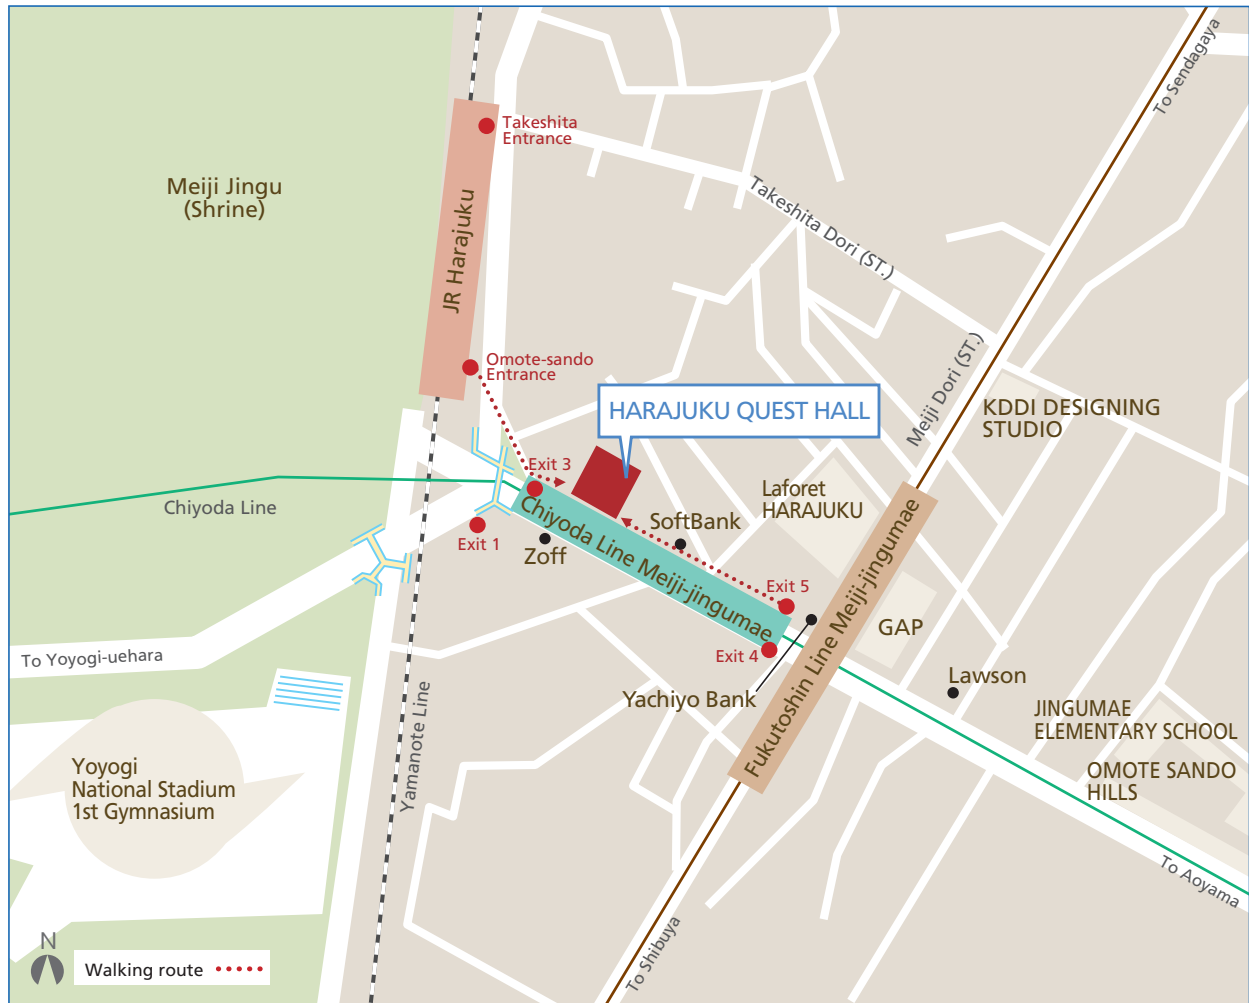 To Sendagaya
Takeshita
Entrance
Meiji Jingu
(Shrine)
JR Harajuku
Takeshita Dori (ST.)
Omote-sando
Entrance
Meiji Dori (ST.)
HARAJUKU QUEST HALL
KDDI DESIGNING
STUDIO
Exit 3
Chiyoda Line
Laforet
HARAJUKU
SoftBank
Exit 1
Zoff
Chiyoda Line Meiji-jingumae
Exit 5
Fukutoshin Line Meiji-jingumae
GAP
Exit 4
To Yoyogi-uehara
Yachiyo Bank
Lawson
JINGUMAE
ELEMENTARY SCHOOL
Yamanote Line
Yoyogi
National Stadium
1st Gymnasium
OMOTE SANDO
HILLS
To Aoyama
To Shibuya
N
Walking route